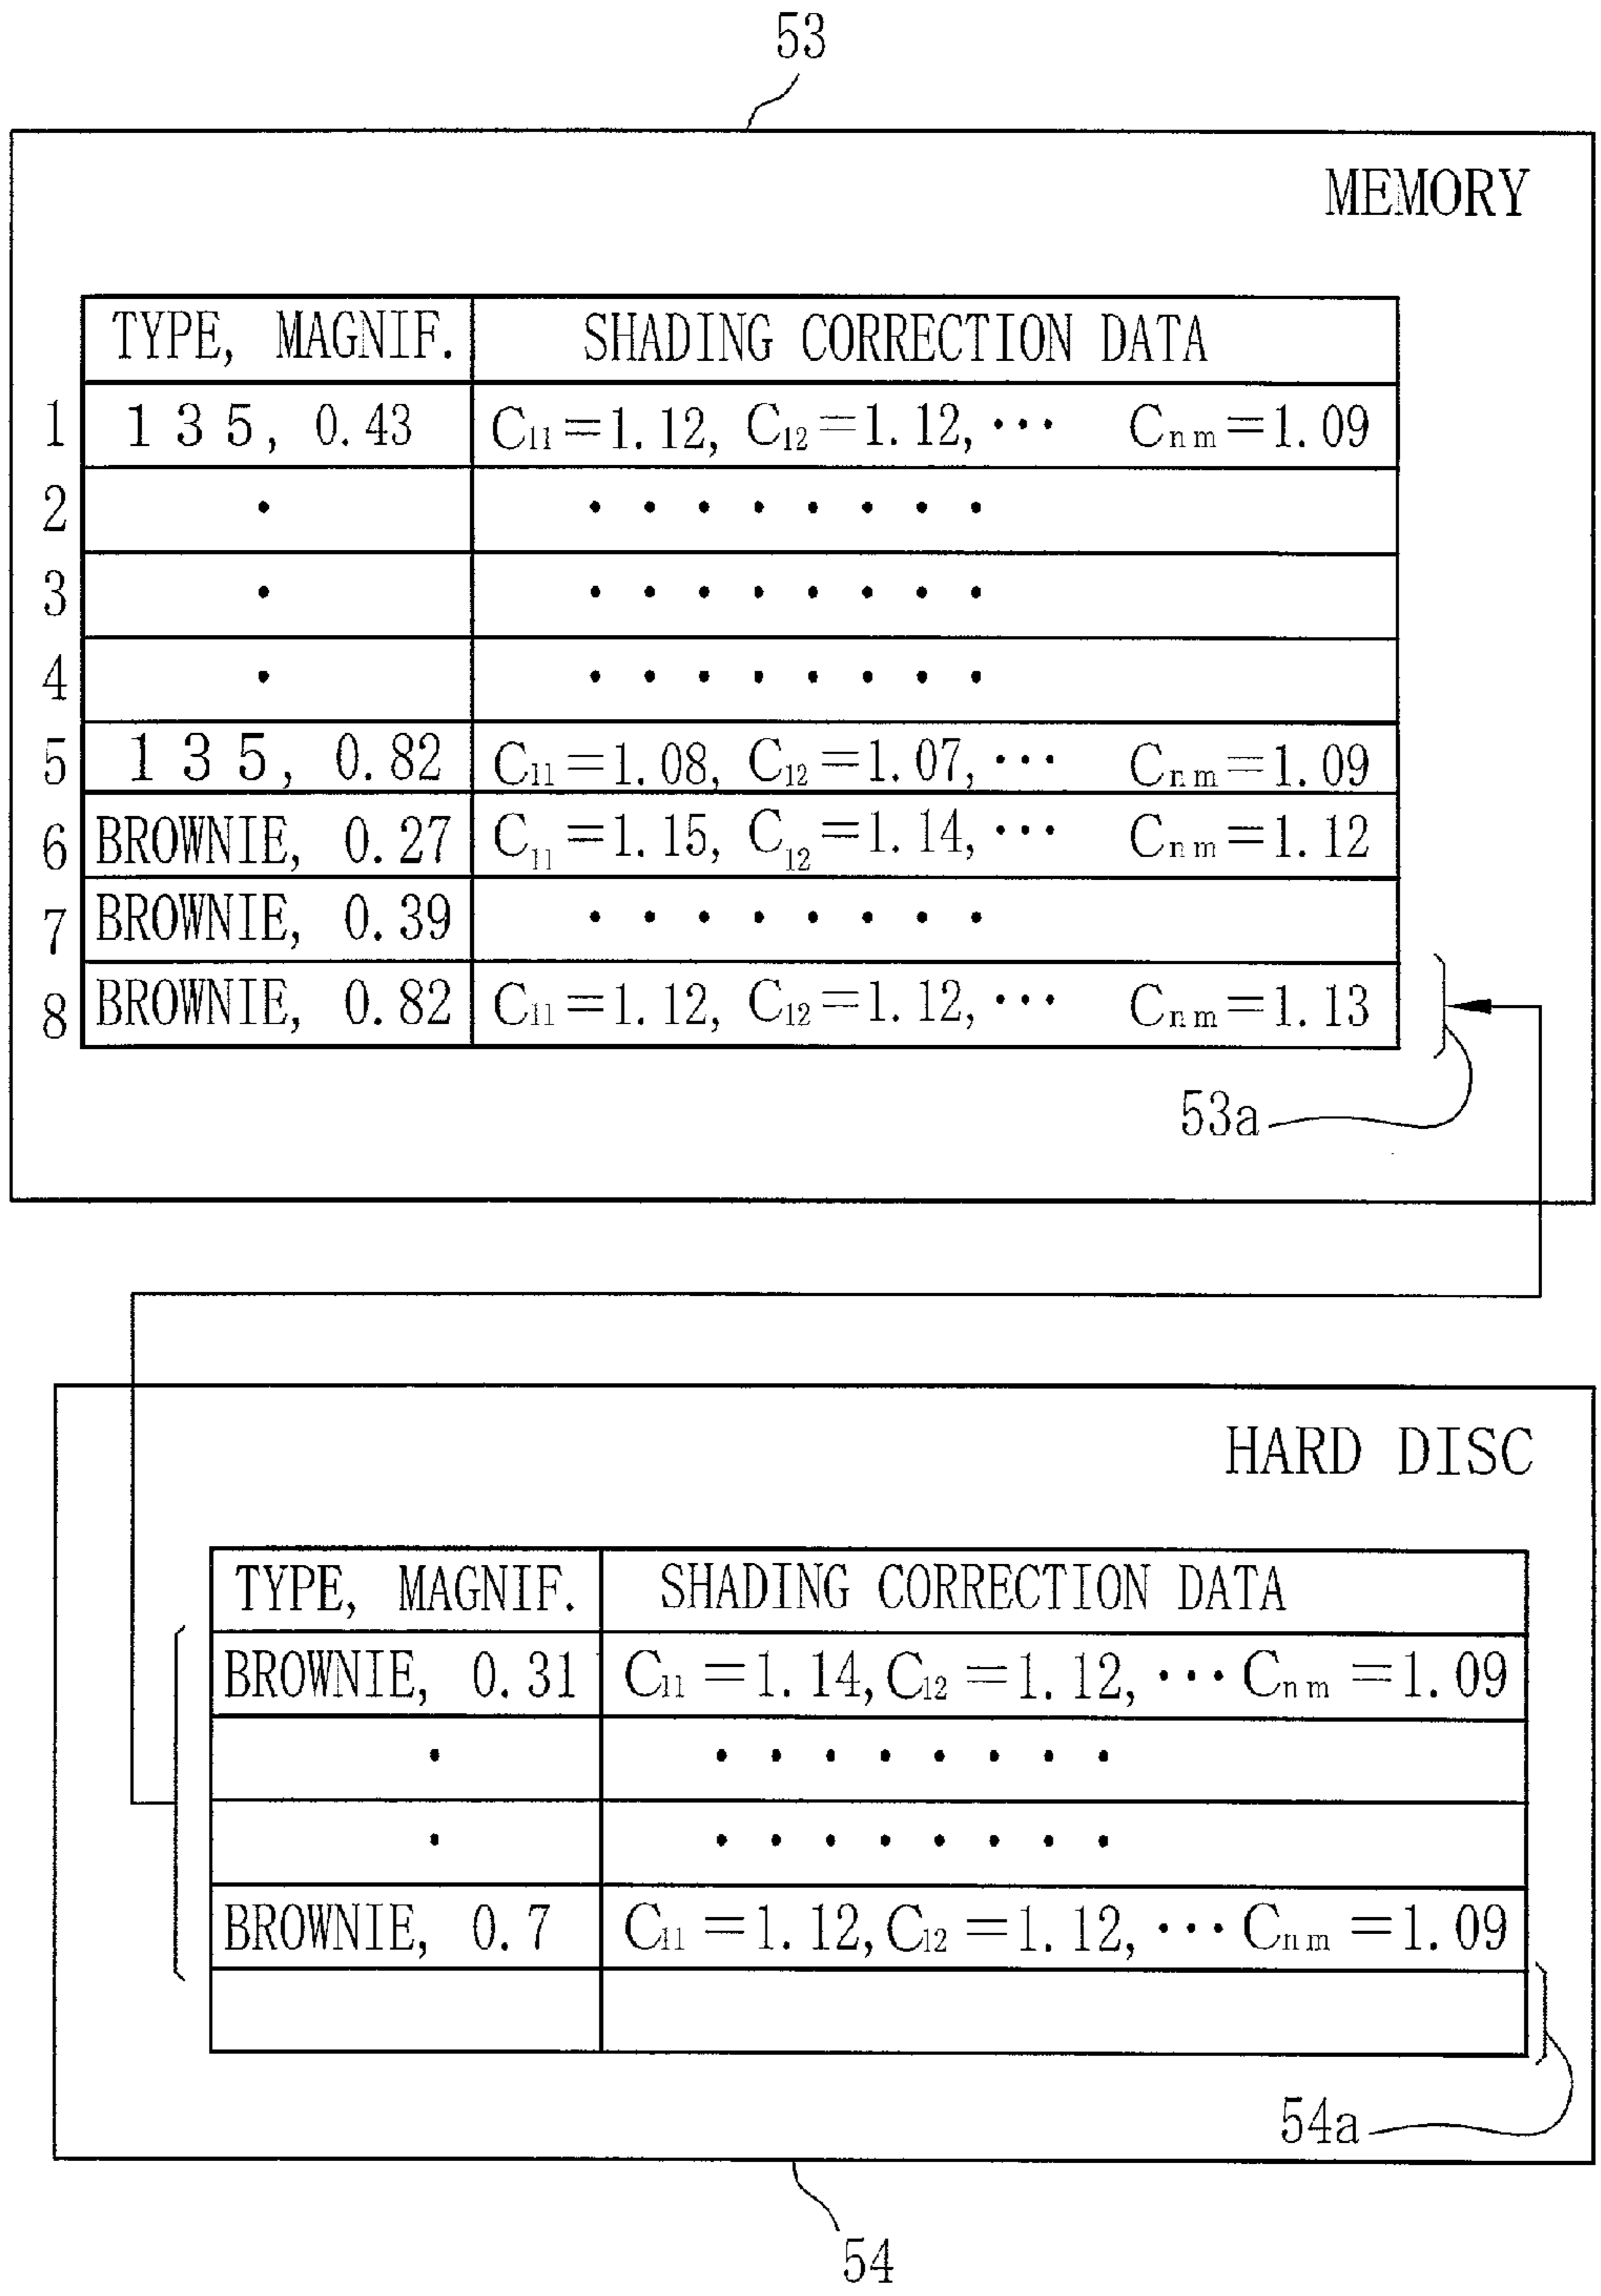 53
MEMORY
TYPE, MAGNIF. SHADING CORRECTION DATA
1 135, 0.43 C11=1.12, C12=1.12, ··· Cnm=1.09
2 · · · · · · · · ·
3 · · · · · · · · ·
4 · · · · · · · · ·
5 135, 0.82 C11=1.08, C12=1.07, ··· Cnm=1.09
6 BROWNIE, 0.27 C11=1.15, C12=1.14, ··· Cnm=1.12
7 BROWNIE, 0.39 · · · · · · · ·
8 BROWNIE, 0.82 C11=1.12, C12=1.12, ··· Cnm=1.13
53a
HARD DISC
TYPE, MAGNIF. SHADING CORRECTION DATA
BROWNIE, 0.31 C11=1.14, C12=1.12, ··· Cnm=1.09
· · · · · · · · ·
· · · · · · · · ·
BROWNIE, 0.7 C11=1.12, C12=1.12, ··· Cnm=1.09
54a
54